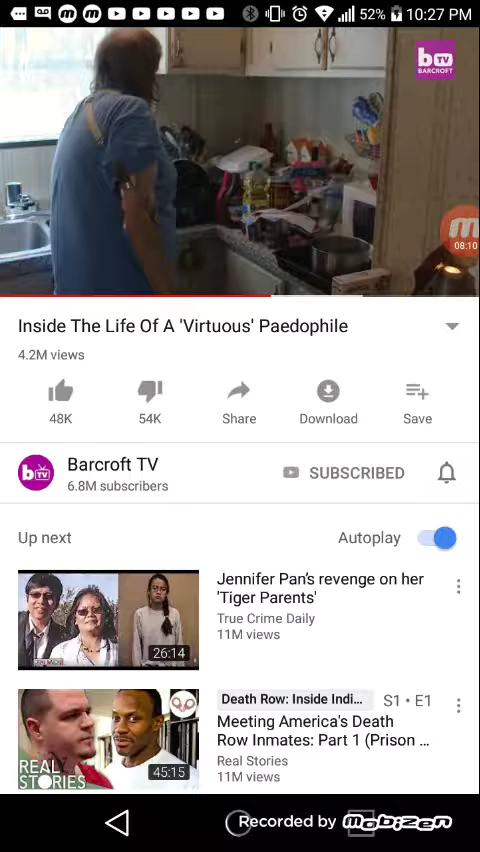 52% 10:27 PM
bTV
BARCROFT
08:10
Inside The Life Of A 'Virtuous' Paedophile
4.2M views
48K 54K Share Download Save
bTV Barcroft TV SUBSCRIBED
6.8M subscribers
Up next Autoplay
Jennifer Pan's revenge on her
'Tiger Parents'
True Crime Daily
11M views
26:14
Death Row: Inside Indi... S1 • E1
Meeting America's Death
Row Inmates: Part 1 (Prison ...
Real Stories
11M views
REAL
STORIES
45:15
Recorded by Mobizen